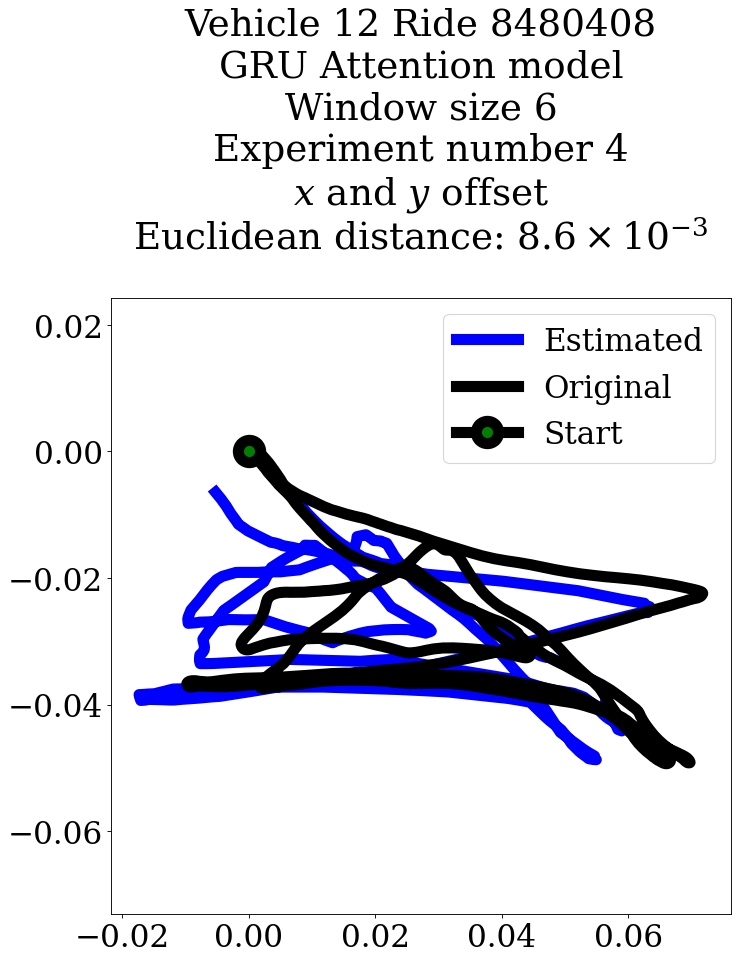 Vehicle 12 Ride 8480408
GRU Attention model
Window size 6
Experiment number 4
x and y offset
Euclidean distance: 8.6 × 10⁻³
Estimated
Original
Start
0.02
0.00
−0.02
−0.04
−0.06
−0.02 0.00 0.02 0.04 0.06